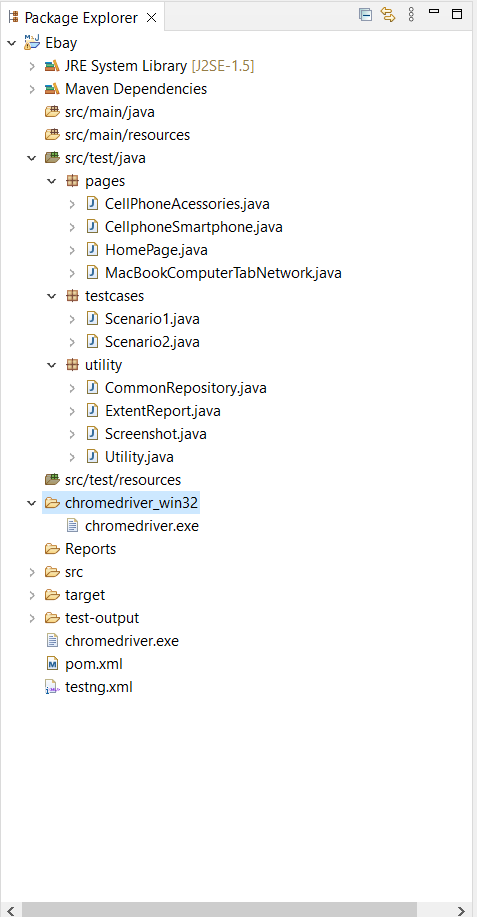 Package Explorer
Ebay
JRE System Library [J2SE-1.5]
Maven Dependencies
src/main/java
src/main/resources
src/test/java
pages
CellPhoneAcessories.java
CellphoneSmartphone.java
HomePage.java
MacBookComputerTabNetwork.java
testcases
Scenario1.java
Scenario2.java
utility
CommonRepository.java
ExtentReport.java
Screenshot.java
Utility.java
src/test/resources
chromedriver_win32
chromedriver.exe
Reports
src
target
test-output
chromedriver.exe
pom.xml
testng.xml